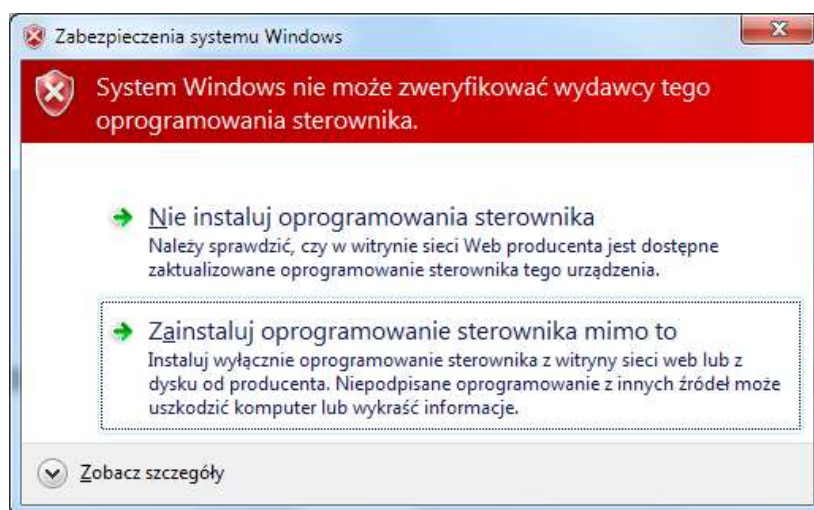 Zabezpieczenia systemu Windows
System Windows nie może zweryfikować wydawcy tego
oprogramowania sterownika.
Nie instaluj oprogramowania sterownika
Należy sprawdzić, czy w witrynie sieci Web producenta jest dostępne
zaktualizowane oprogramowanie sterownika tego urządzenia.
Zainstaluj oprogramowanie sterownika mimo to
Instaluj wyłącznie oprogramowanie sterownika z witryny sieci web lub z
dysku od producenta. Niepodpisane oprogramowanie z innych źródeł może
uszkodzić komputer lub wykraść informacje.
Zobacz szczegóły